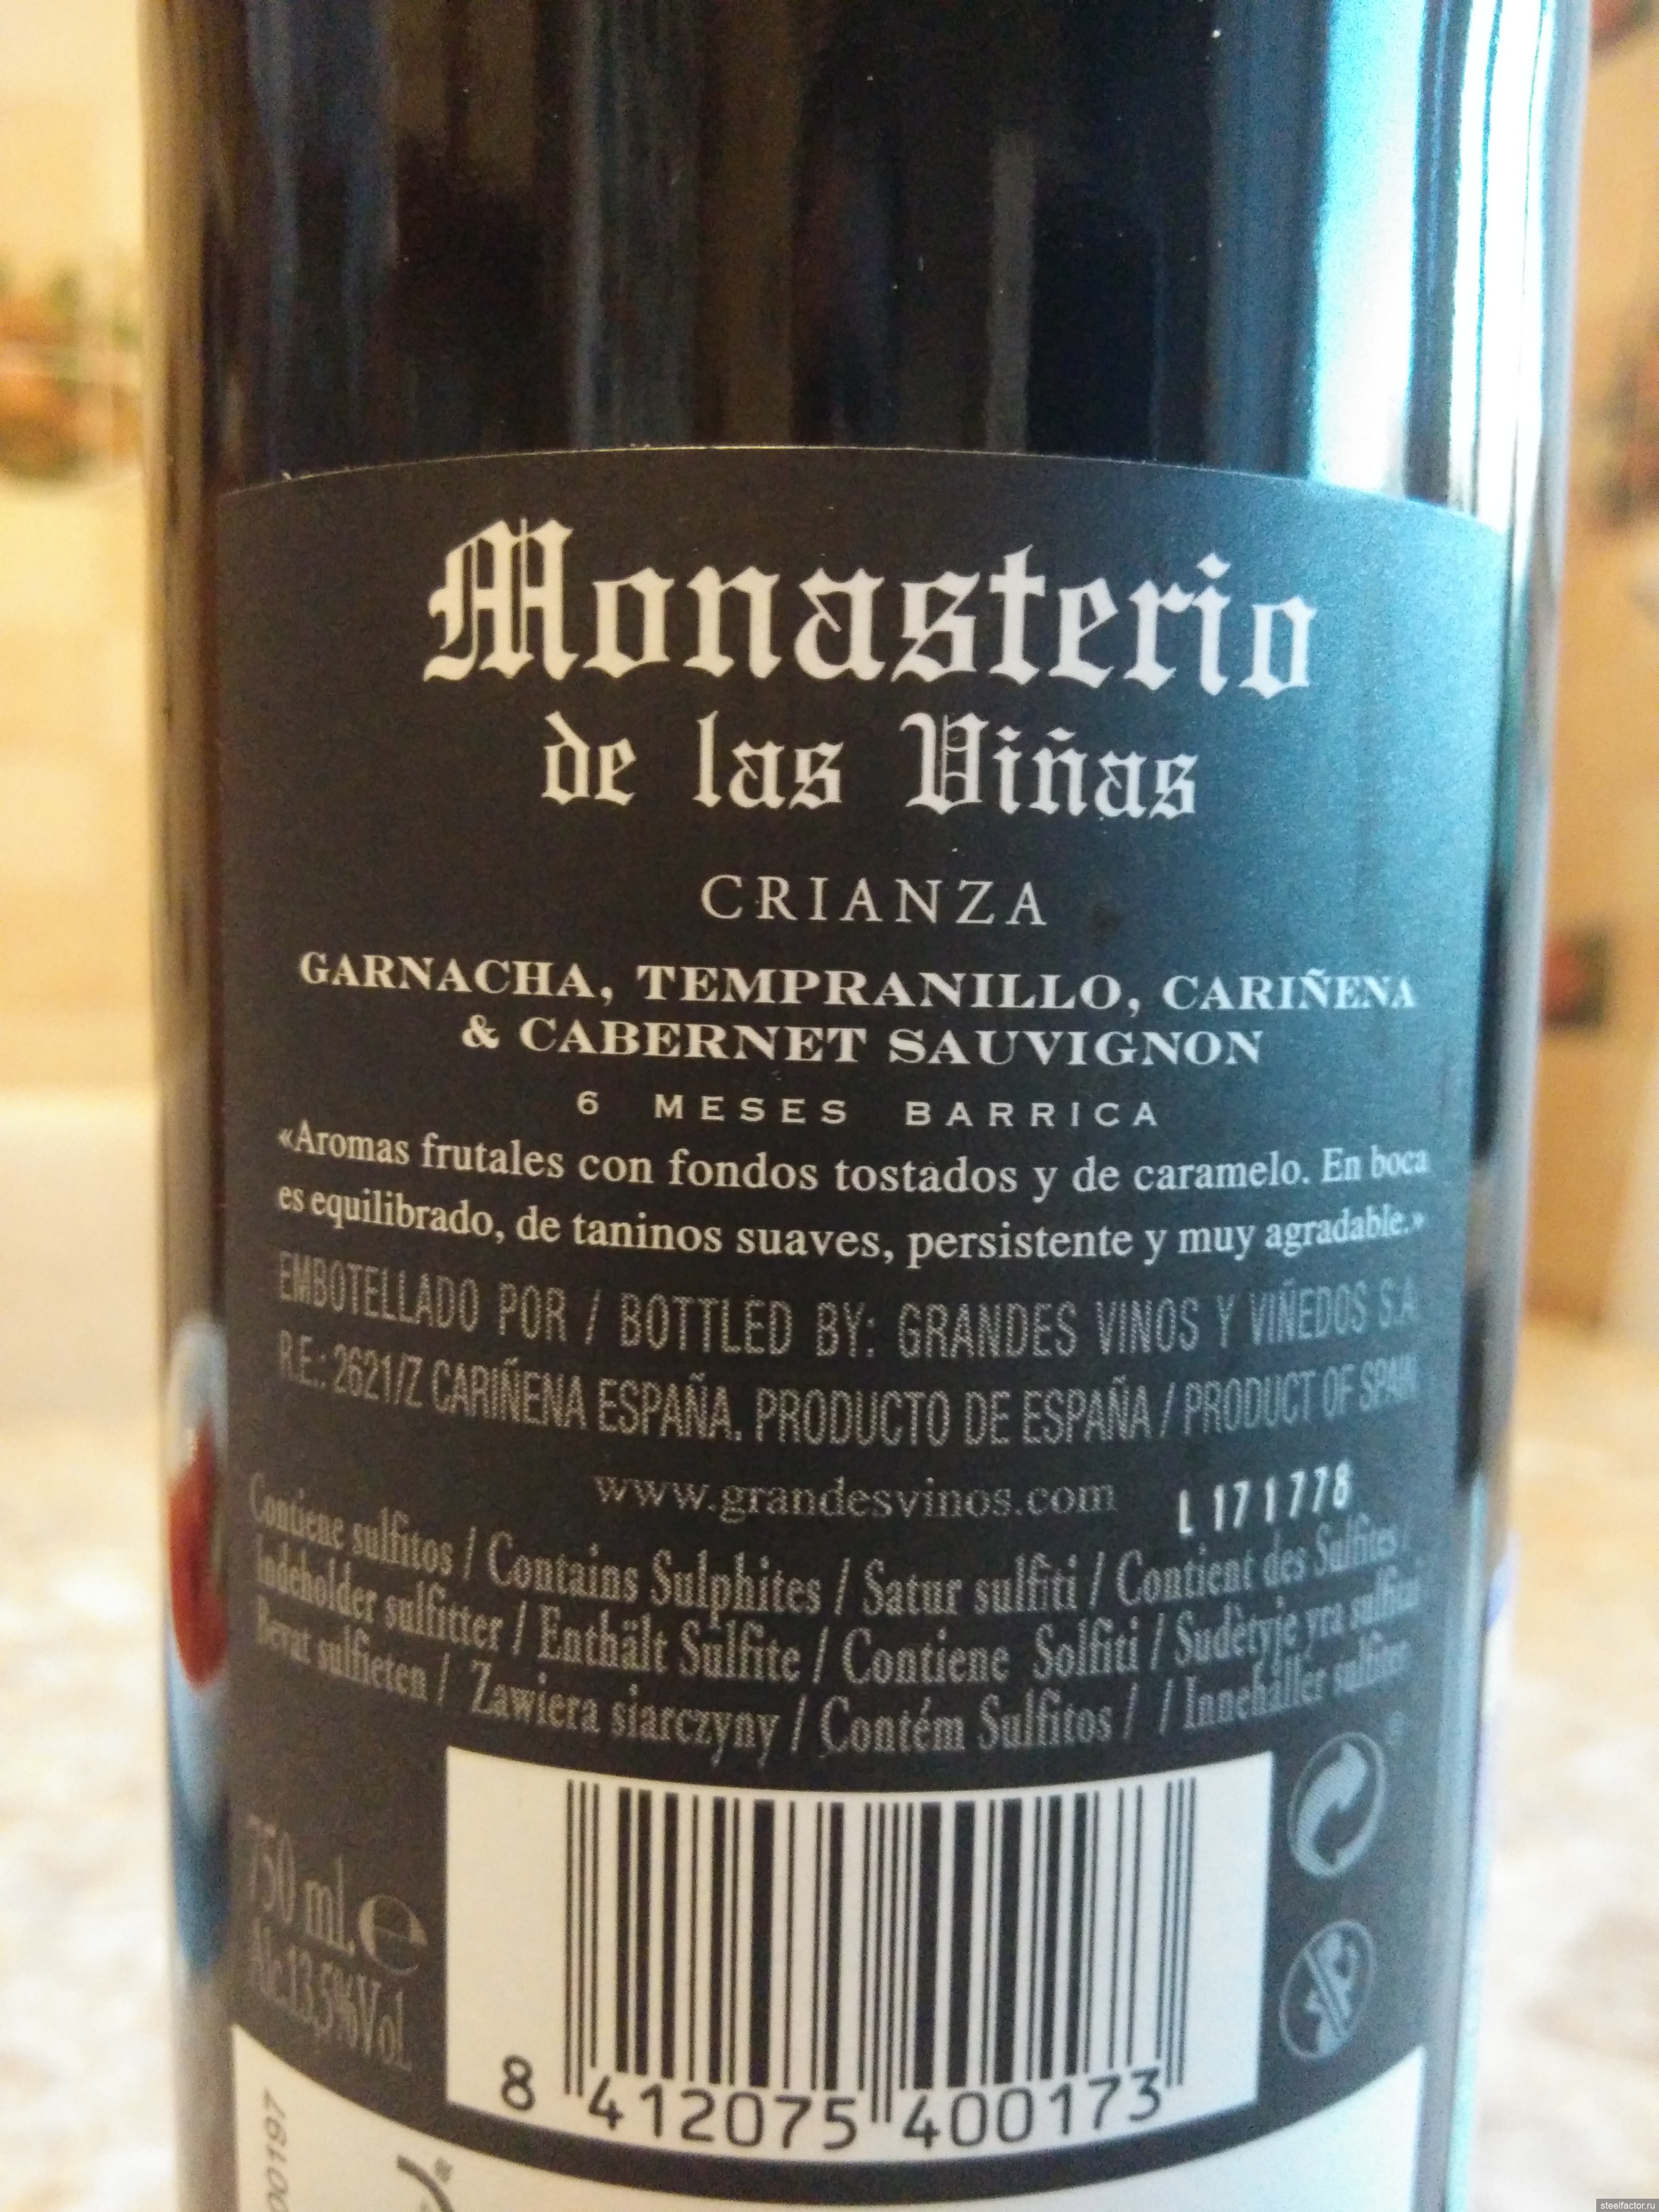 Monasterio
de las Viñas
CRIANZA
GARNACHA, TEMPRANILLO, CARIÑENA
& CABERNET SAUVIGNON
6 MESES BARRICA
«Aromas frutales con fondos tostados y de caramelo. En boca
es equilibrado, de taninos suaves, persistente y muy agradable.»
EMBOTELLADO POR / BOTTLED BY: GRANDES VINOS Y VIÑEDOS S.A.
R.E.: 2621/Z CARIÑENA ESPAÑA. PRODUCTO DE ESPAÑA / PRODUCT OF SPAIN
www.grandesvinos.com
L 171778
Contiene sulfitos / Contains Sulphites / Satur sulfiti / Contient des Sulfites /
Indeholder sulfitter / Enthält Sulfite / Contiene Solfiti / Sudètyje yra sulfitai
Bevat sulfieten / Zawiera siarczyny / Contém Sulfitos / / Innehåller sulfiter
750 ml. e
Alc.13,5%Vol.
8 412075 400173
00197
steelfactor.ru